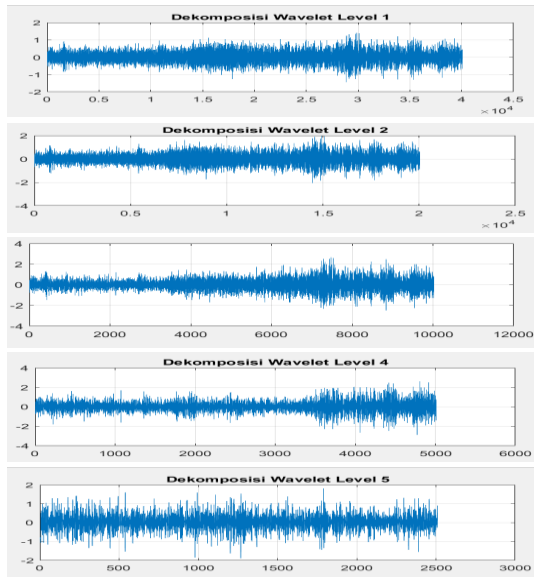 Dekomposisi Wavelet Level 1
2
1
0
-1
-2
0 0.5 1 1.5 2 2.5 3 3.5 4 4.5
×10⁴
Dekomposisi Wavelet Level 2
2
0
-2
-4
0 0.5 1 1.5 2 2.5
×10⁴
4
2
0
-2
-4
0 2000 4000 6000 8000 10000 12000
Dekomposisi Wavelet Level 4
4
2
0
-2
-4
0 1000 2000 3000 4000 5000 6000
Dekomposisi Wavelet Level 5
2
1
0
-1
-2
0 500 1000 1500 2000 2500 3000